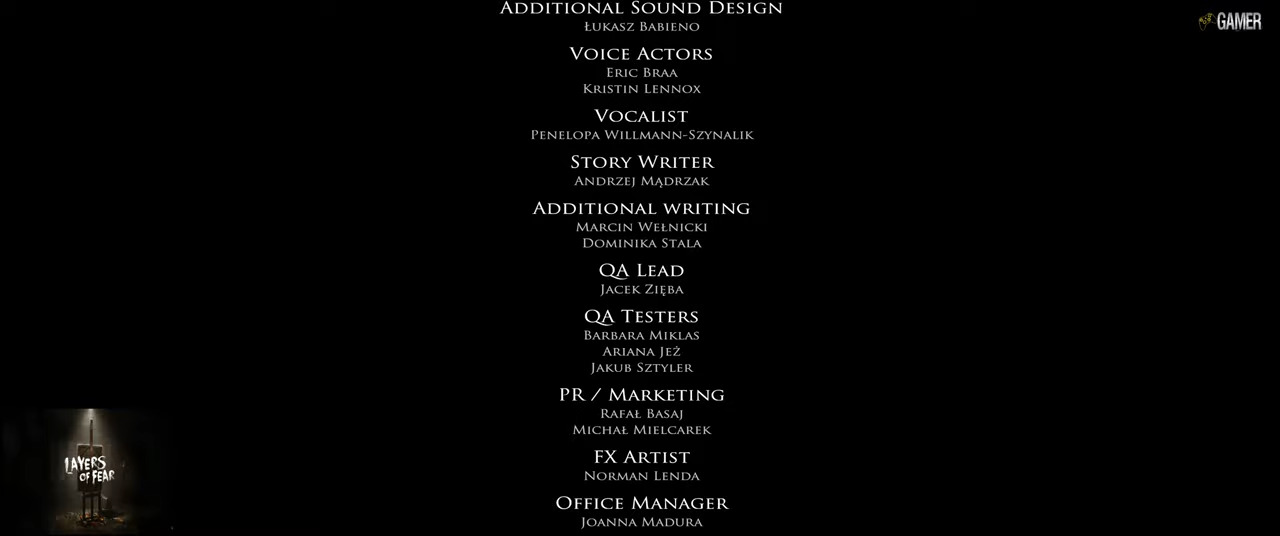 Additional Sound Design
Łukasz Babieno
GAMER
Voice Actors
Eric Braa
Kristin Lennox
Vocalist
Penelopa Willmann-Szynalik
Story Writer
Andrzej Mądrzak
Additional writing
Marcin Wełnicki
Dominika Stala
QA Lead
Jacek Zięba
QA Testers
Barbara Miklas
Ariana Jeż
Jakub Sztyler
PR / Marketing
Rafał Basaj
Michał Mielcarek
FX Artist
Norman Lenda
Office Manager
Joanna Madura
LAYERS
OF FEAR